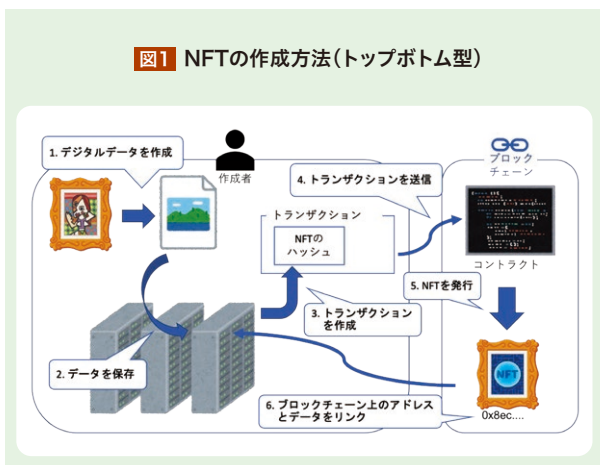 図1 NFTの作成方法（トップボトム型）
1. デジタルデータを作成
作成者
ブロック
チェーン
4. トランザクションを送信
トランザクション
NFTの
ハッシュ
コントラクト
5. NFTを発行
3. トランザクション
を作成
2. データを保存
NFT
6. ブロックチェーン上のアドレス
とデータをリンク
0x8ec....